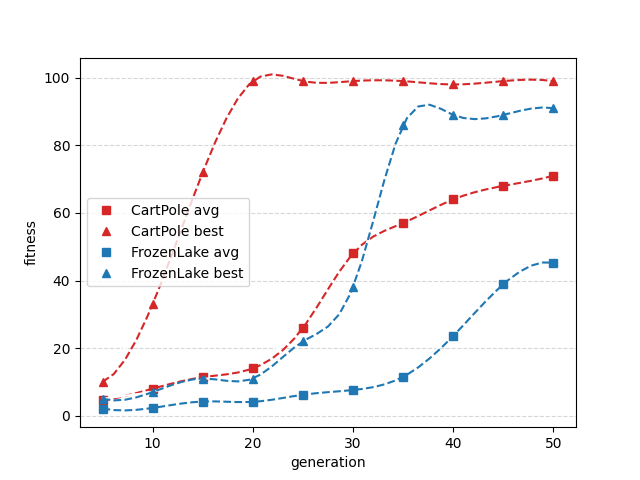 100
80
60
40
20
0
fitness
CartPole avg
CartPole best
FrozenLake avg
FrozenLake best
10
20
30
40
50
generation